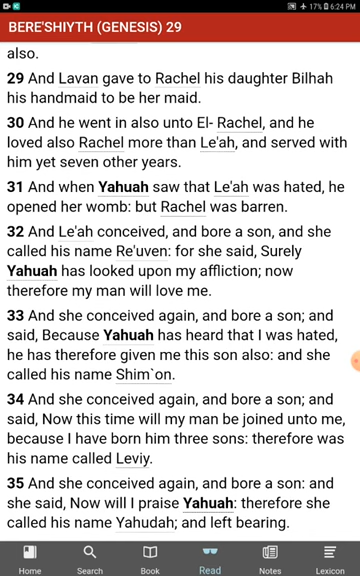 17% 6:24 PM
BERE'SHIYTH (GENESIS) 29
also.
29 And Lavan gave to Rachel his daughter Bilhah
his handmaid to be her maid.
30 And he went in also unto El- Rachel, and he
loved also Rachel more than Le'ah, and served with
him yet seven other years.
31 And when Yahuah saw that Le'ah was hated, he
opened her womb: but Rachel was barren.
32 And Le'ah conceived, and bore a son, and she
called his name Re'uven: for she said, Surely
Yahuah has looked upon my affliction; now
therefore my man will love me.
33 And she conceived again, and bore a son; and
said, Because Yahuah has heard that I was hated,
he has therefore given me this son also: and she
called his name Shim`on.
34 And she conceived again, and bore a son; and
said, Now this time will my man be joined unto me,
because I have born him three sons: therefore was
his name called Leviy.
35 And she conceived again, and bore a son: and
she said, Now will I praise Yahuah: therefore she
called his name Yahudah; and left bearing.
Home Search Book Read Notes Lexicon